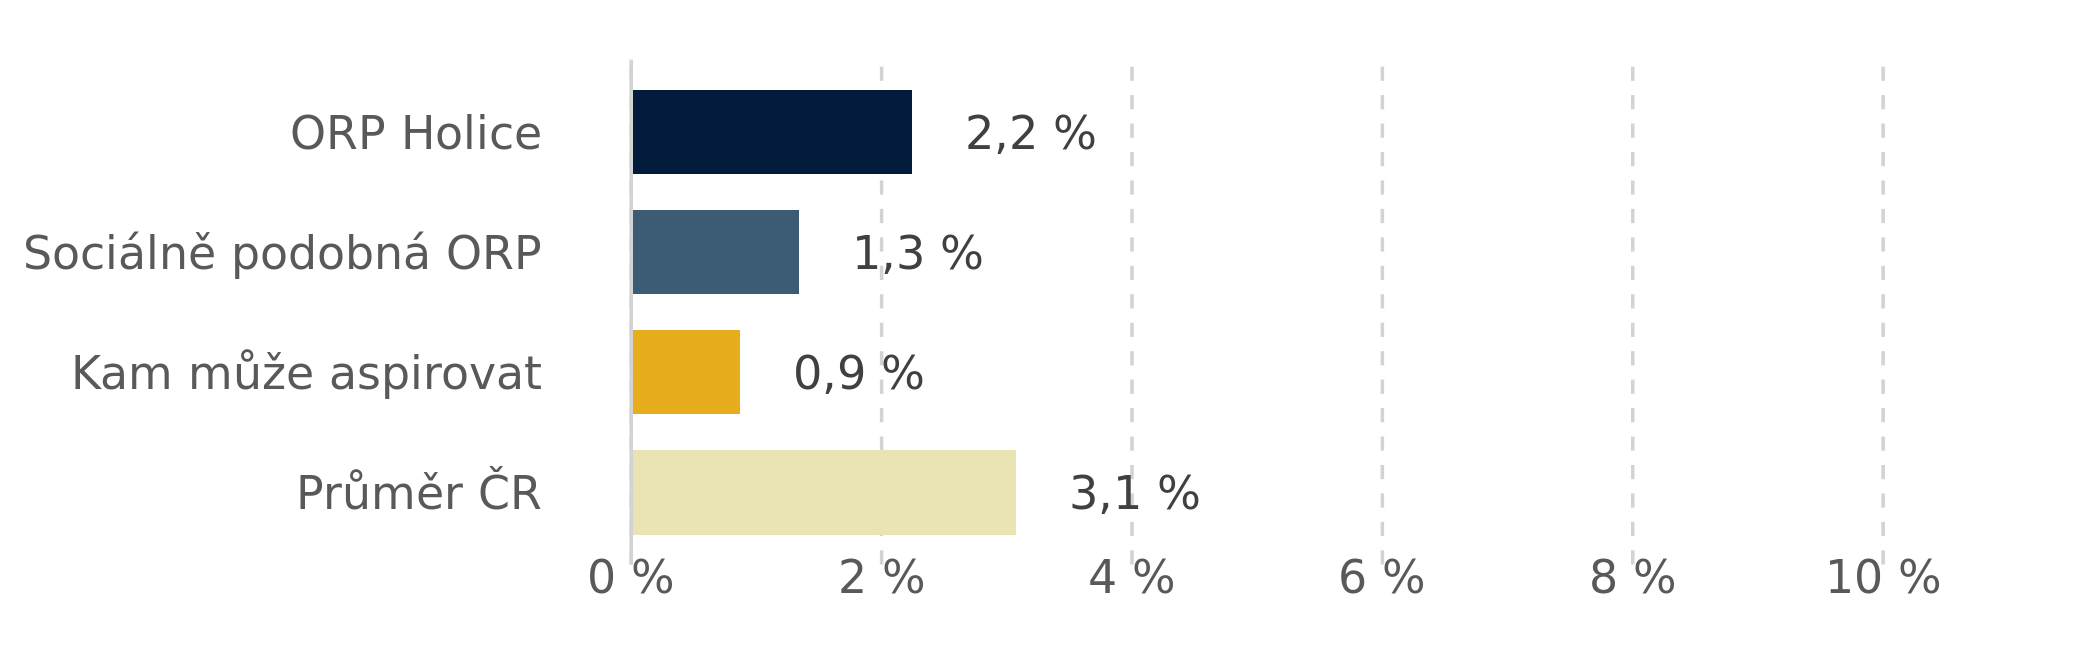 ORP Holice 2,2 %
Sociálně podobná ORP 1,3 %
Kam může aspirovat 0,9 %
Průměr ČR 3,1 %
0 % 2 % 4 % 6 % 8 % 10 %